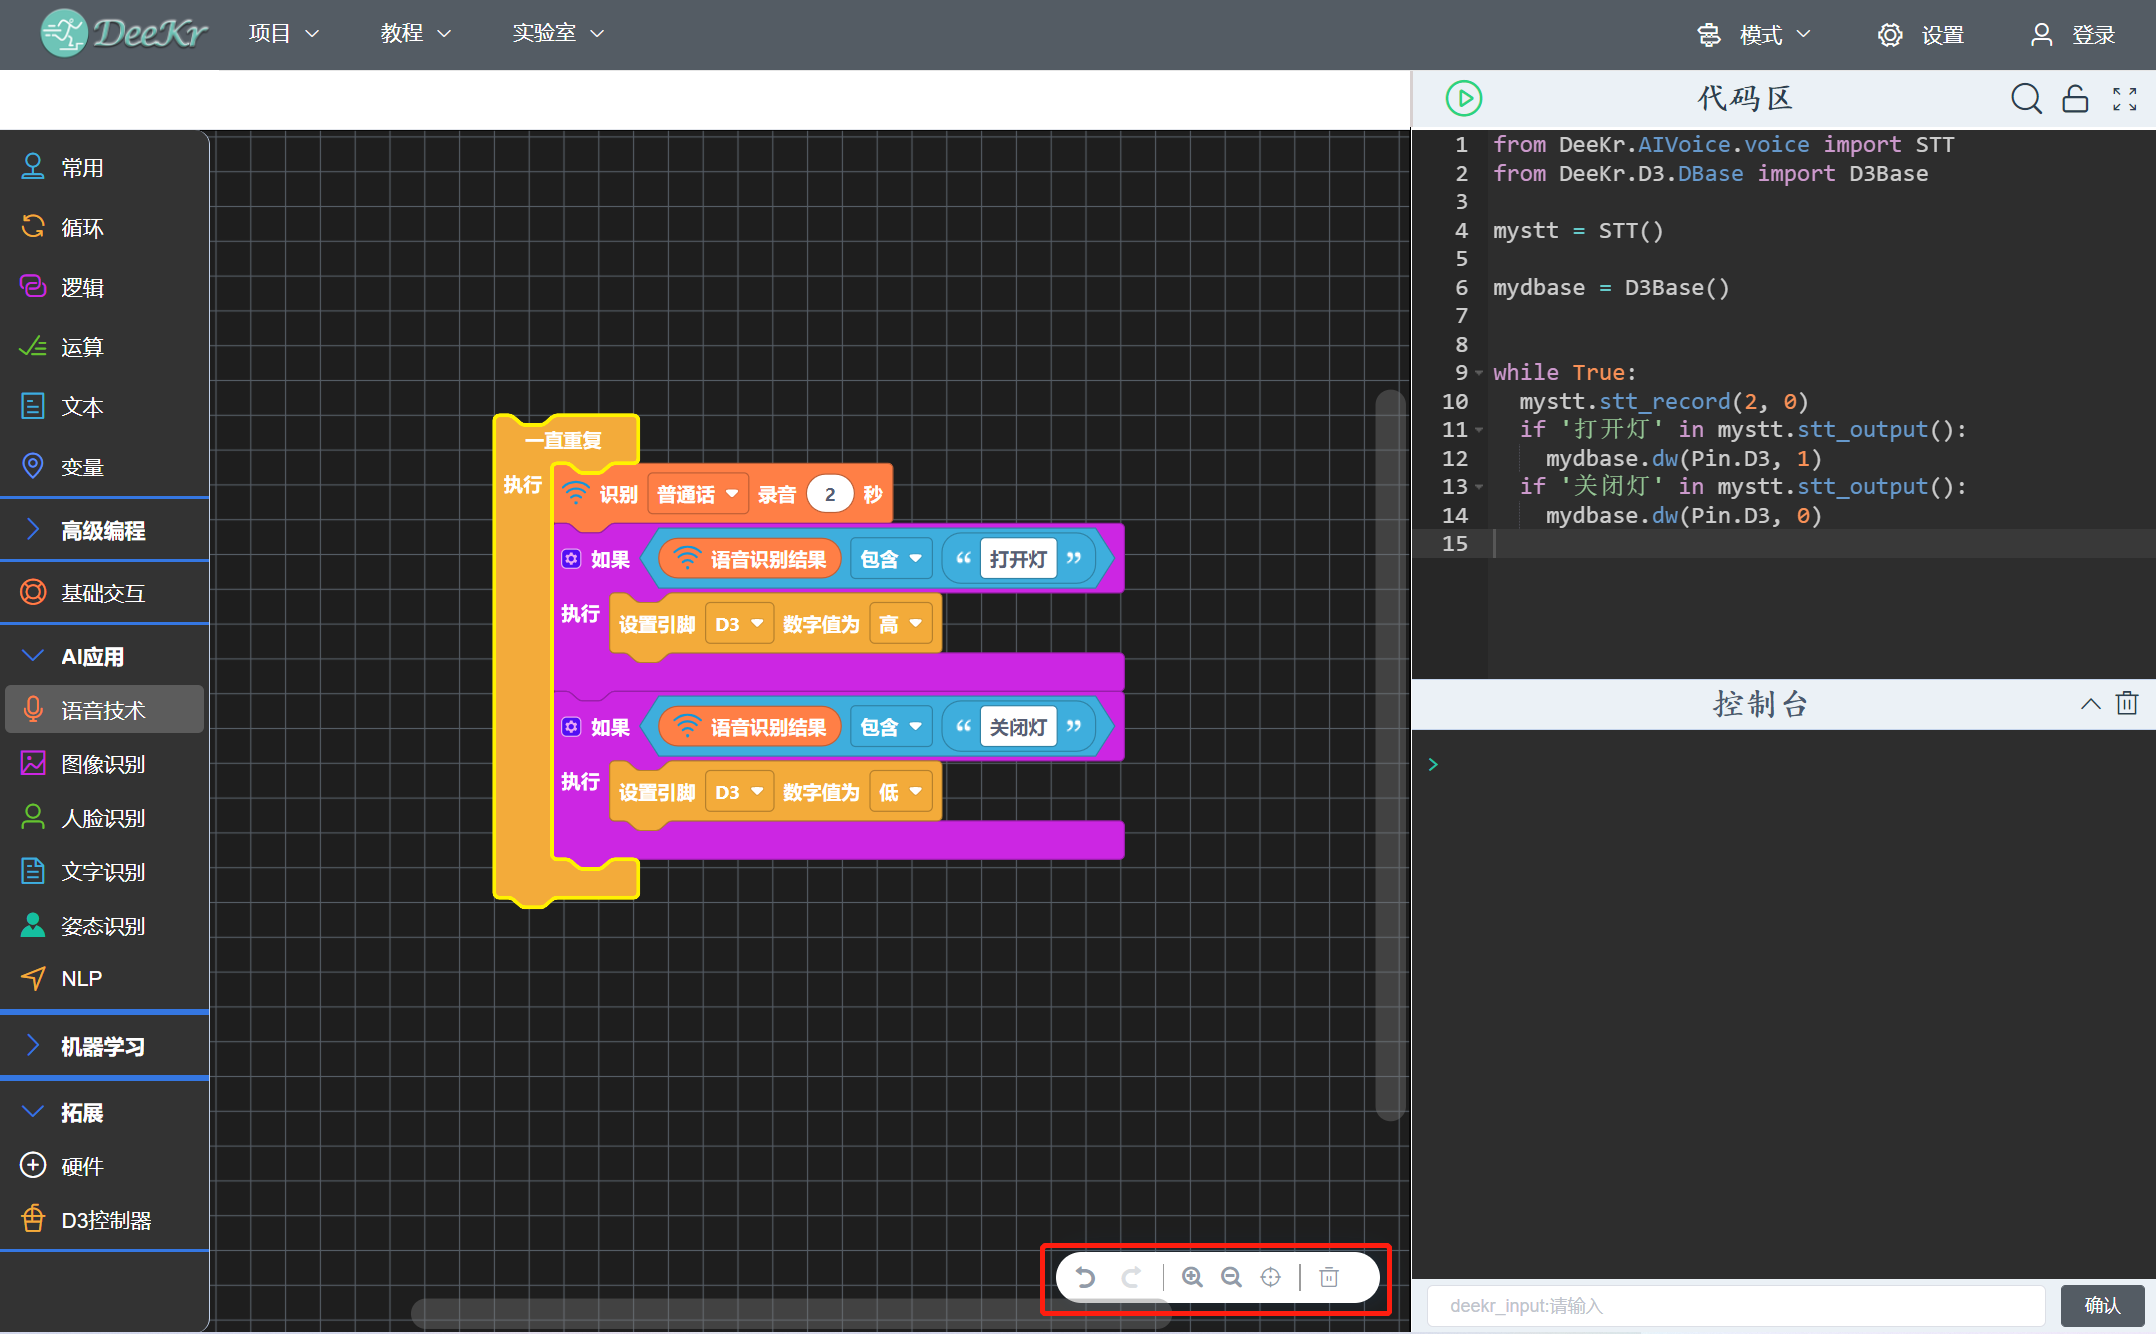 DeeKr
项目
教程
实验室
模式
设置
登录
代码区
常用
循环
逻辑
运算
文本
变量
高级编程
基础交互
AI应用
语音技术
图像识别
人脸识别
文字识别
姿态识别
NLP
机器学习
拓展
硬件
D3控制器
一直重复
执行
识别 普通话 录音 2 秒
如果 语音识别结果 包含 “ 打开灯 ”
执行 设置引脚 D3 数字值为 高
如果 语音识别结果 包含 “ 关闭灯 ”
执行 设置引脚 D3 数字值为 低
1 from DeeKr.AIVoice.voice import STT
2 from DeeKr.D3.DBase import D3Base
3
4 mystt = STT()
5
6 mydbase = D3Base()
7
8
9 while True:
10 mystt.stt_record(2, 0)
11 if '打开灯' in mystt.stt_output():
12 mydbase.dw(Pin.D3, 1)
13 if '关闭灯' in mystt.stt_output():
14 mydbase.dw(Pin.D3, 0)
15
控制台
>
deekr_input:请输入
确认